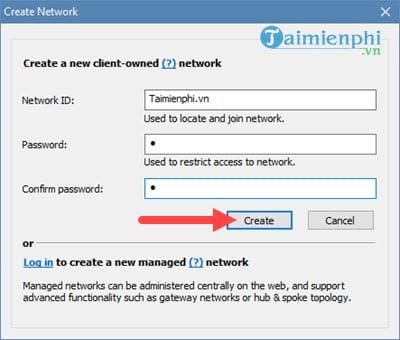 Create Network
Taimienphi
.vn
Create a new client-owned (?) network
Network ID:
Taimienphi.vn
Used to locate and join network.
Password:
Used to restrict access to network.
Confirm password:
Create
Cancel
or
Log in to create a new managed (?) network
Managed networks can be administered centrally on the web, and support
advanced functionality such as gateway networks or hub & spoke topology.